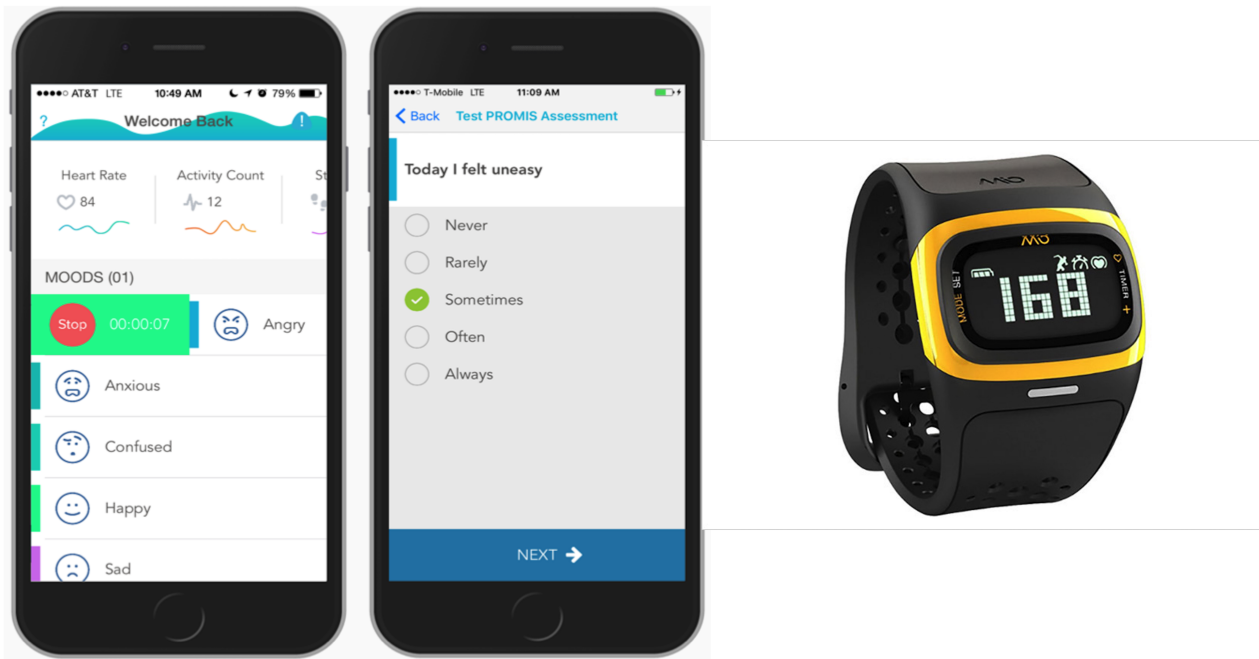 ●●●●○ AT&T LTE 10:49 AM 79%
? Welcome Back !
Heart Rate Activity Count St
84 12
MOODS (01)
Stop 00:00:07 Angry
Anxious
Confused
Happy
Sad
●●●●○ T-Mobile LTE 11:09 AM
Back Test PROMIS Assessment
Today I felt uneasy
Never
Rarely
Sometimes
Often
Always
NEXT →
MIO
MIO
MODE SET
168
TIMER +